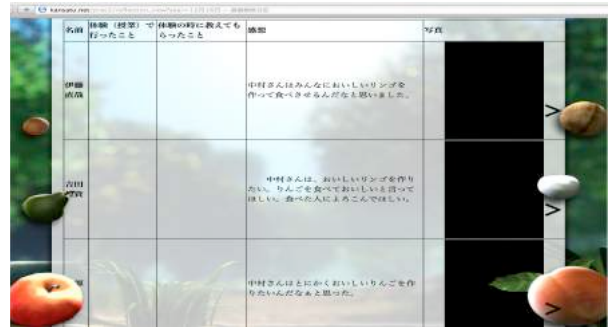 kansatu.net
名前
体験（授業）で
行ったこと
体験の時に教えても
らったこと
感想
写真
伊藤
中村さんはみんなにおいしいリンゴを
作って食べさせるんだなと思いました。
吉田
中村さんは、おいしいリンゴを作り
たい。りんごを食べておいしいと言って
ほしい。食べた人によろこんでほしい。
中村さんはとにかくおいしいりんごを作
りたいんだなぁと思った。
>
>
>